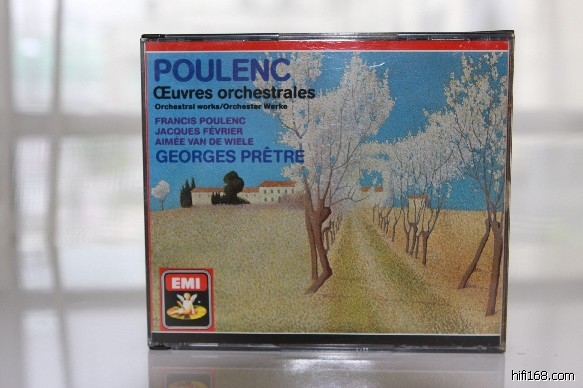 POULENC
Œuvres orchestrales
Orchestral works/Orchester Werke
FRANCIS POULENC
JACQUES FÉVRIER
AIMÉE VAN DE WIELE
GEORGES PRÊTRE
EMI
hifi168.com